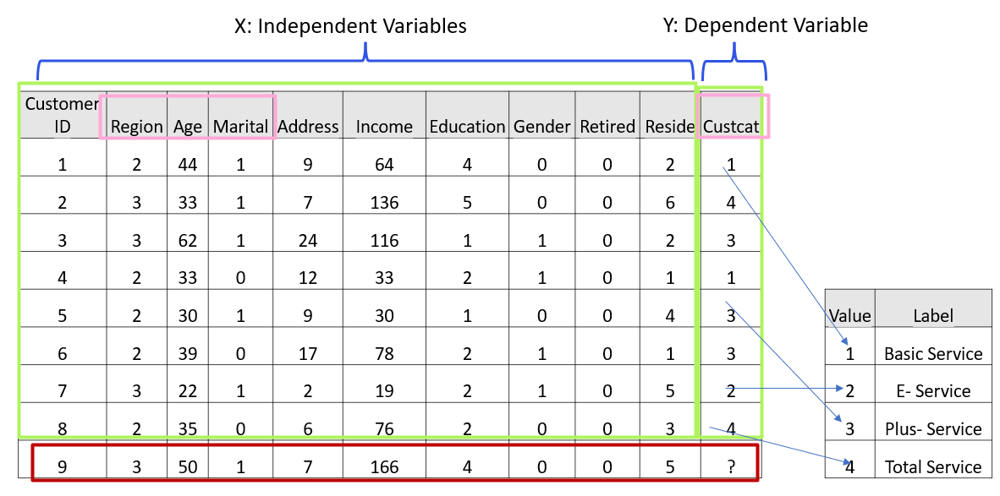 X: Independent Variables Y: Dependent Variable
Customer ID Region Age Marital Address Income Education Gender Retired Reside Custcat
1 2 44 1 9 64 4 0 0 2 1
2 3 33 1 7 136 5 0 0 6 4
3 3 62 1 24 116 1 1 0 2 3
4 2 33 0 12 33 2 1 0 1 1
5 2 30 1 9 30 1 0 0 4 3
6 2 39 0 17 78 2 1 0 1 3
7 3 22 1 2 19 2 1 0 5 2
8 2 35 0 6 76 2 0 0 3 4
9 3 50 1 7 166 4 0 0 5 ?
Value Label
1 Basic Service
2 E- Service
3 Plus- Service
4 Total Service